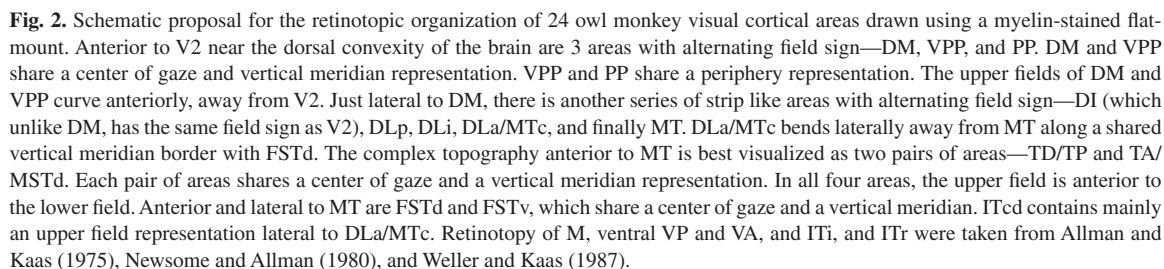 Fig. 2. Schematic proposal for the retinotopic organization of 24 owl monkey visual cortical areas drawn using a myelin-stained flat-
mount. Anterior to V2 near the dorsal convexity of the brain are 3 areas with alternating field sign—DM, VPP, and PP. DM and VPP
share a center of gaze and vertical meridian representation. VPP and PP share a periphery representation. The upper fields of DM and
VPP curve anteriorly, away from V2. Just lateral to DM, there is another series of strip like areas with alternating field sign—DI (which
unlike DM, has the same field sign as V2), DLp, DLi, DLa/MTc, and finally MT. DLa/MTc bends laterally away from MT along a shared
vertical meridian border with FSTd. The complex topography anterior to MT is best visualized as two pairs of areas—TD/TP and TA/
MSTd. Each pair of areas shares a center of gaze and a vertical meridian representation. In all four areas, the upper field is anterior to
the lower field. Anterior and lateral to MT are FSTd and FSTv, which share a center of gaze and a vertical meridian. ITcd contains mainly
an upper field representation lateral to DLa/MTc. Retinotopy of M, ventral VP and VA, and ITi, and ITr were taken from Allman and
Kaas (1975), Newsome and Allman (1980), and Weller and Kaas (1987).